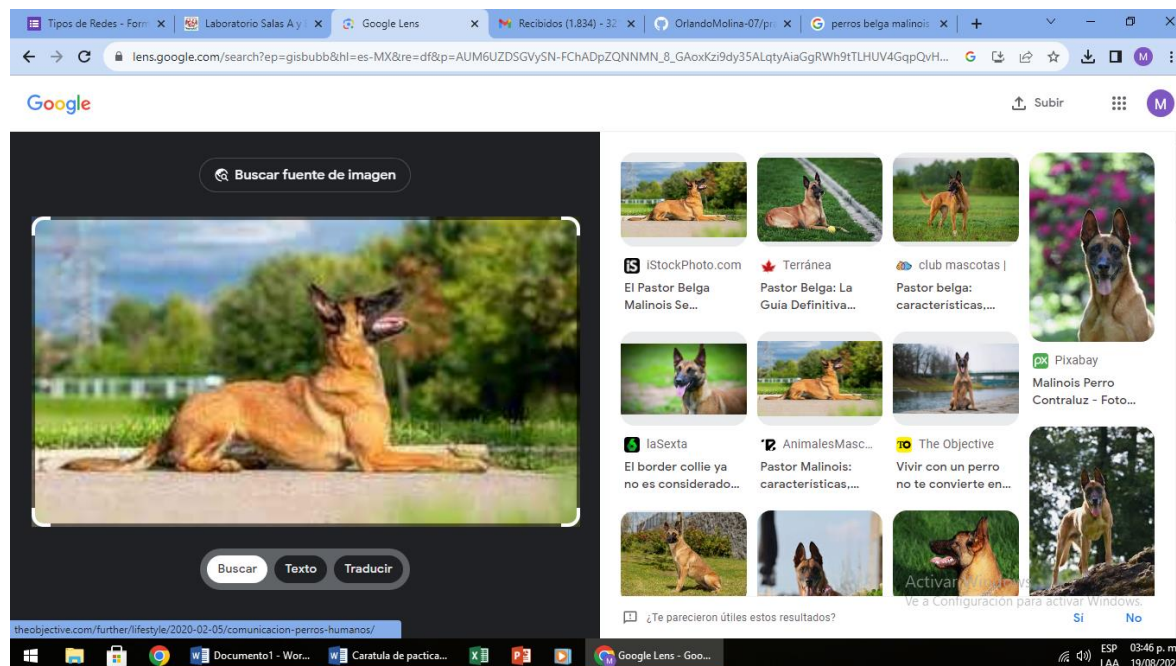 Tipos de Redes - Form
Laboratorio Salas A y
Google Lens
Recibidos (1.834) - 32
OrlandoMolina-07/pr
perros belga malinois
lens.google.com/search?ep=gisbubb&hl=es-MX&re=df&p=AUM6UZDSGVySN-FChADpZQNNMN_8_GAoxKzi9dy35ALqtyAiaGgRWh9tTLHUV4GqpQvH...
M
Google
Subir
M
Buscar fuente de imagen
Buscar
Texto
Traducir
iS iStockPhoto.com
El Pastor Belga
Malinois Se...
Terránea
Pastor Belga: La
Guía Definitiva...
club mascotas |
Pastor belga:
características,...
px Pixabay
Malinois Perro
Contraluz - Foto...
6 laSexta
El border collie ya
no es considerado...
AnimalesMasc...
Pastor Malinois:
características,...
TO The Objective
Vivir con un perro
no te convierte en...
Activar Windows
Ve a Configuración para activar Windows.
¿Te parecieron útiles estos resultados?
Sí
No
theobjective.com/further/lifestyle/2020-02-05/comunicacion-perros-humanos/
Documento1 - Wor...
Caratula de pactica...
Google Lens - Goo...
ESP
LAA
03:46 p.